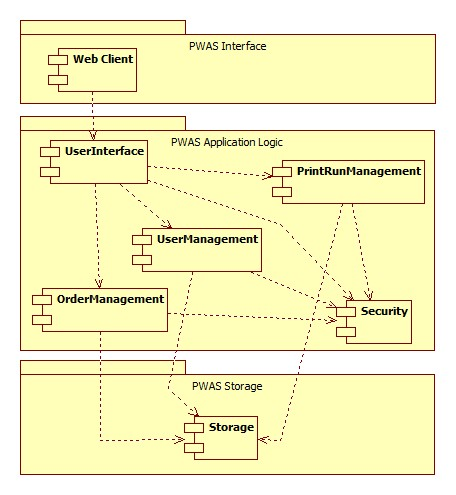 PWAS Interface
Web Client
PWAS Application Logic
UserInterface
PrintRunManagement
UserManagement
OrderManagement
Security
PWAS Storage
Storage